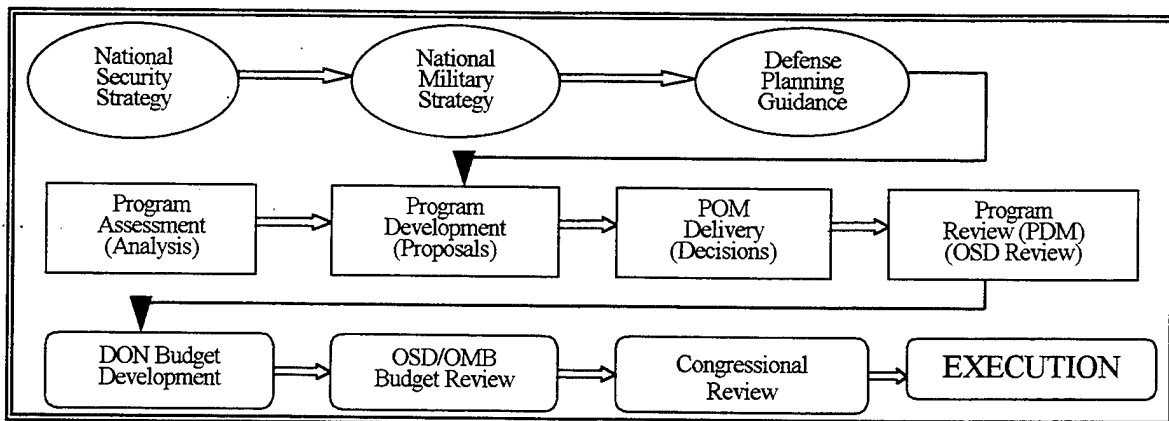 National
Security
Strategy
National
Military
Strategy
Defense
Planning
Guidance
Program
Assessment
(Analysis)
Program
Development
(Proposals)
POM
Delivery
(Decisions)
Program
Review (PDM)
(OSD Review)
DON Budget
Development
OSD/OMB
Budget Review
Congressional
Review
EXECUTION